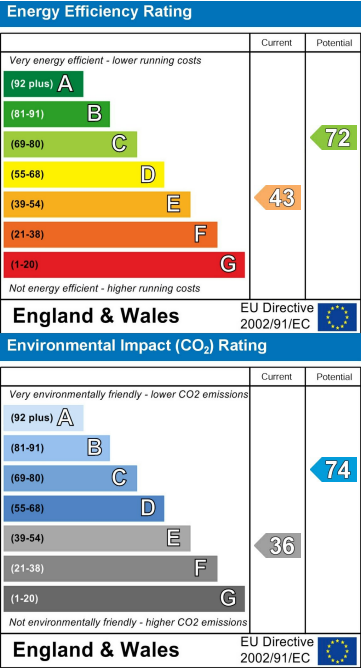 Energy Efficiency Rating
Current Potential
Very energy efficient - lower running costs
(92 plus) A
(81-91) B
(69-80) C
72
(55-68) D
(39-54) E
43
(21-38) F
(1-20) G
Not energy efficient - higher running costs
England & Wales
EU Directive
2002/91/EC
Environmental Impact (CO₂) Rating
Current Potential
Very environmentally friendly - lower CO2 emissions
(92 plus) A
(81-91) B
(69-80) C
74
(55-68) D
(39-54) E
36
(21-38) F
(1-20) G
Not environmentally friendly - higher CO2 emissions
England & Wales
EU Directive
2002/91/EC